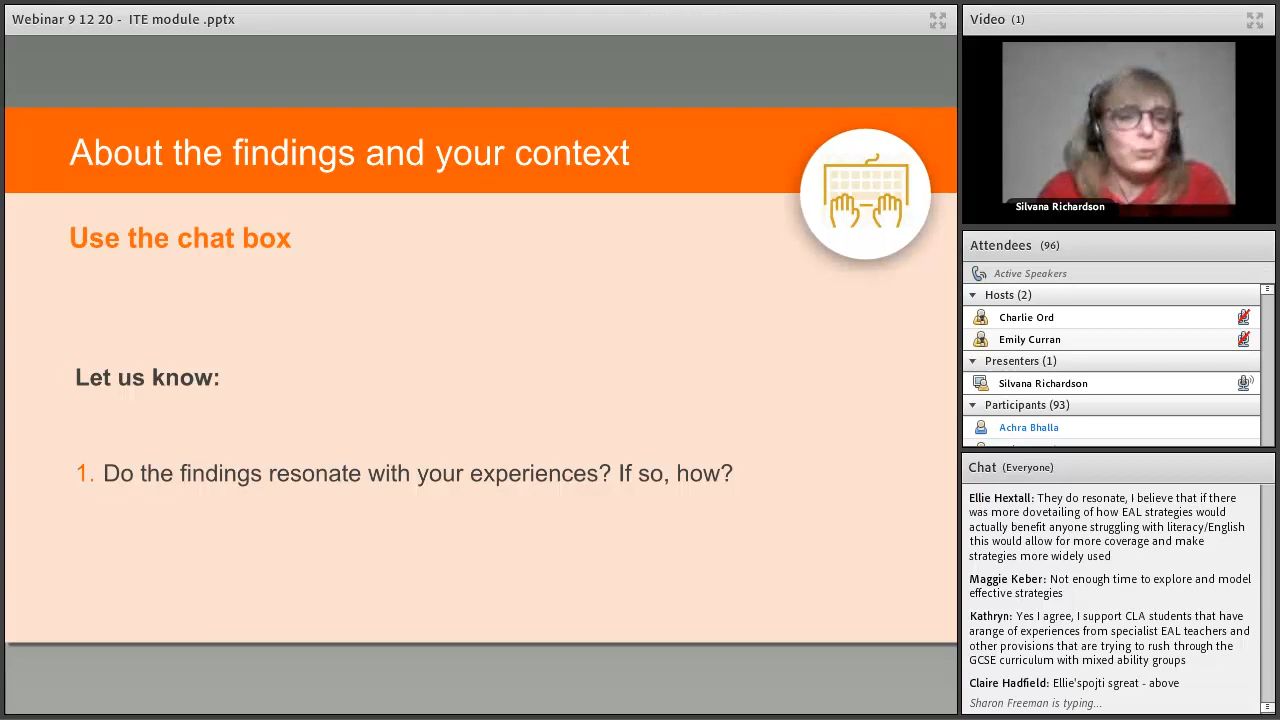 Webinar 9 12 20 -  ITE module .pptx
About the findings and your context
Use the chat box
Let us know:
1. Do the findings resonate with your experiences? If so, how?
Video (1)
Silvana Richardson
Attendees (96)
Active Speakers
Hosts (2)
Charlie Ord
Emily Curran
Presenters (1)
Silvana Richardson
Participants (93)
Achra Bhalla
Chat (Everyone)
Ellie Hextall: They do resonate, I believe that if there
was more dovetailing of how EAL strategies would
actually benefit anyone struggling with literacy/English
this would allow for more coverage and make
strategies more widely used
Maggie Keber: Not enough time to explore and model
effective strategies
Kathryn: Yes I agree, I support CLA students that have
arange of experiences from specialist EAL teachers and
other provisions that are trying to rush through the
GCSE curriculum with mixed ability groups
Claire Hadfield: Ellie'spojti sgreat - above
Sharon Freeman is typing...